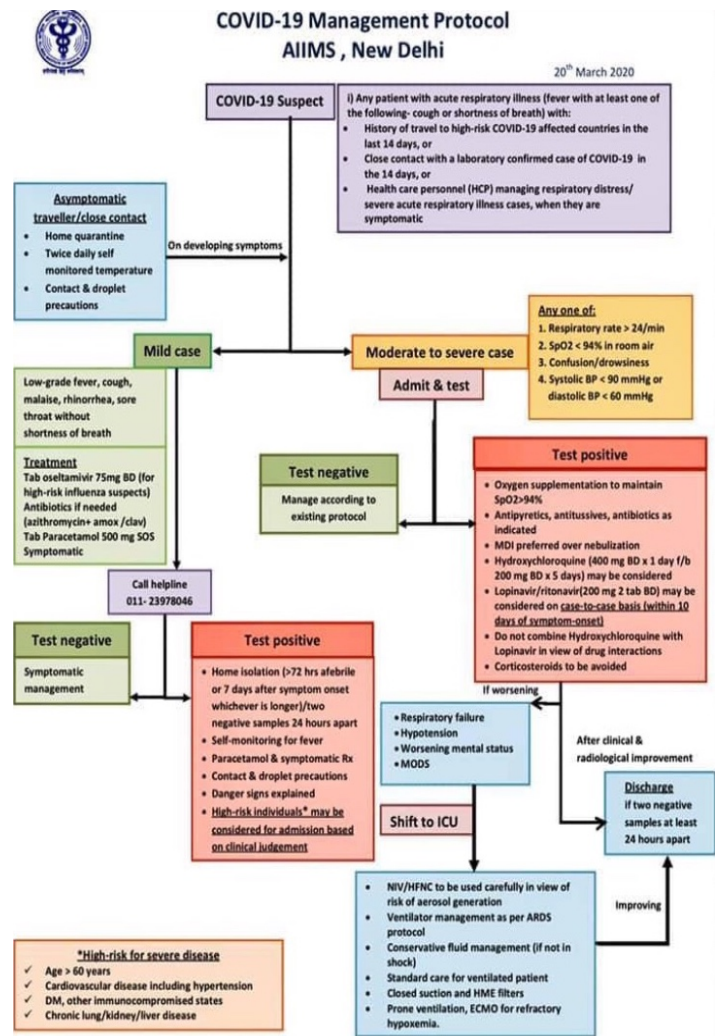 COVID-19 Management Protocol
AIIMS , New Delhi
20th March 2020
COVID-19 Suspect
i) Any patient with acute respiratory illness (fever with at least one of
the following- cough or shortness of breath) with:
• History of travel to high-risk COVID-19 affected countries in the
last 14 days, or
• Close contact with a laboratory confirmed case of COVID-19 in
the 14 days, or
• Health care personnel (HCP) managing respiratory distress/
severe acute respiratory illness cases, when they are
symptomatic
Asymptomatic
traveller/close contact
• Home quarantine
• Twice daily self
monitored temperature
• Contact & droplet
precautions
On developing symptoms
Mild case
Moderate to severe case
Any one of:
1. Respiratory rate > 24/min
2. SpO2 < 94% in room air
3. Confusion/drowsiness
4. Systolic BP < 90 mmHg or
diastolic BP < 60 mmHg
Low-grade fever, cough,
malaise, rhinorrhea, sore
throat without
shortness of breath
Treatment
Tab oseltamivir 75mg BD (for
high-risk influenza suspects)
Antibiotics if needed
(azithromycin+ amox /clav)
Tab Paracetamol 500 mg SOS
Symptomatic
Admit & test
Test negative
Manage according to
existing protocol
Test positive
• Oxygen supplementation to maintain
SpO2>94%
• Antipyretics, antitussives, antibiotics as
indicated
• MDI preferred over nebulization
• Hydroxychloroquine (400 mg BD x 1 day f/b
200 mg BD x 5 days) may be considered
• Lopinavir/ritonavir(200 mg 2 tab BD) may be
considered on case-to-case basis (within 10
days of symptom-onset)
• Do not combine Hydroxychloroquine with
Lopinavir in view of drug interactions
• Corticosteroids to be avoided
Call helpline
011- 23978046
Test negative
Symptomatic
management
Test positive
• Home isolation (>72 hrs afebrile
or 7 days after symptom onset
whichever is longer)/two
negative samples 24 hours apart
• Self-monitoring for fever
• Paracetamol & symptomatic Rx
• Contact & droplet precautions
• Danger signs explained
• High-risk individuals* may be
considered for admission based
on clinical judgement
If worsening
• Respiratory failure
• Hypotension
• Worsening mental status
• MODS
After clinical &
radiological improvement
Discharge
if two negative
samples at least
24 hours apart
Shift to ICU
• NIV/HFNC to be used carefully in view of
risk of aerosol generation
• Ventilator management as per ARDS
protocol
• Conservative fluid management (if not in
shock)
• Standard care for ventilated patient
• Closed suction and HME filters
• Prone ventilation, ECMO for refractory
hypoxemia.
Improving
*High-risk for severe disease
✓ Age > 60 years
✓ Cardiovascular disease including hypertension
✓ DM, other immunocompromised states
✓ Chronic lung/kidney/liver disease